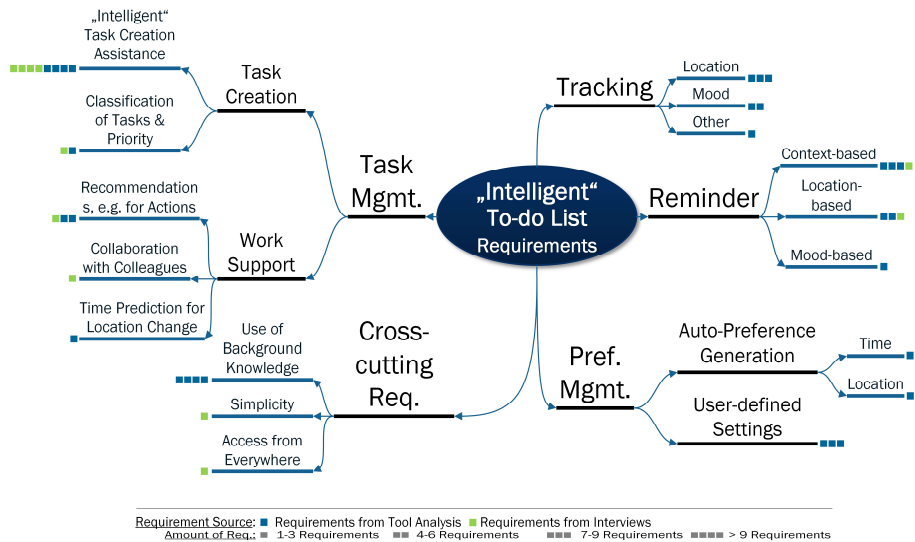 „Intelligent“
Task Creation
Assistance
Classification
of Tasks &
Priority
Task
Creation
Recommendation
s, e.g. for Actions
Collaboration
with Colleagues
Time Prediction for
Location Change
Work
Support
Task
Mgmt.
Use of
Background
Knowledge
Simplicity
Access from
Everywhere
Cross-
cutting
Req.
„Intelligent“
To-do List
Requirements
Tracking
Location
Mood
Other
Reminder
Context-based
Location-
based
Mood-based
Pref.
Mgmt.
Auto-Preference
Generation
Time
Location
User-defined
Settings
Requirement Source: Requirements from Tool Analysis Requirements from Interviews
Amount of Req.: 1-3 Requirements 4-6 Requirements 7-9 Requirements > 9 Requirements